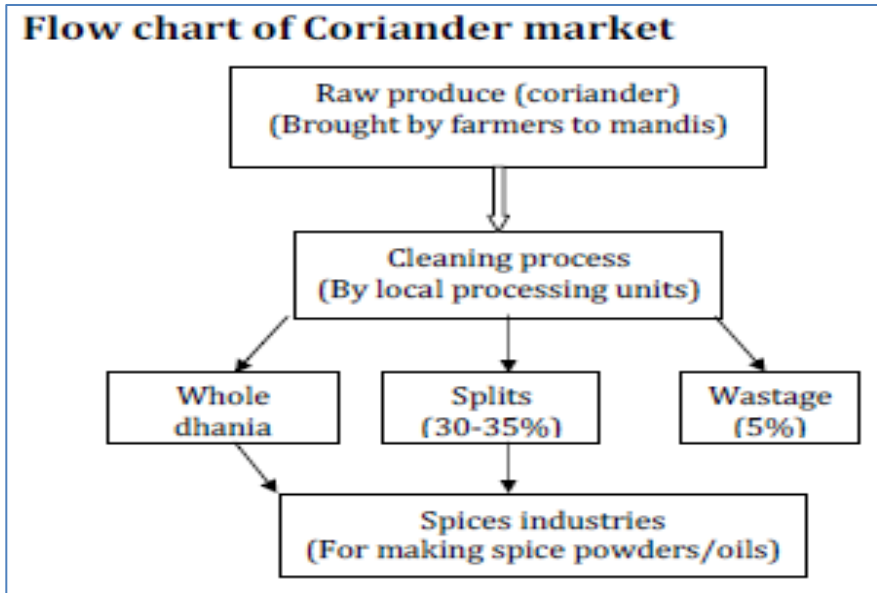 Flow chart of Coriander market
Raw produce (coriander)
(Brought by farmers to mandis)
Cleaning process
(By local processing units)
Whole
dhania
Splits
(30-35%)
Wastage
(5%)
Spices industries
(For making spice powders/oils)